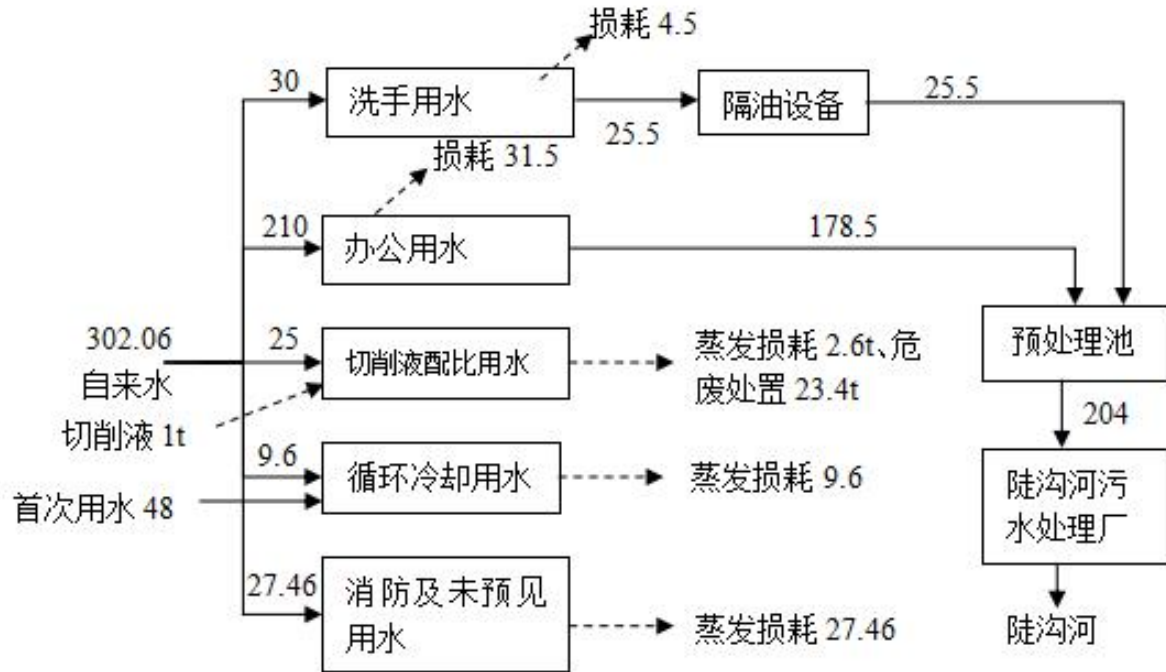 损耗 4.5
30
洗手用水
25.5
隔油设备
25.5
损耗 31.5
210
办公用水
178.5
302.06
自来水
25
切削液配比用水
蒸发损耗 2.6t、危
废处置 23.4t
预处理池
204
切削液 1t
9.6
循环冷却用水
蒸发损耗 9.6
首次用水 48
陡沟河污
水处理厂
27.46
消防及未预见
用水
蒸发损耗 27.46
陡沟河